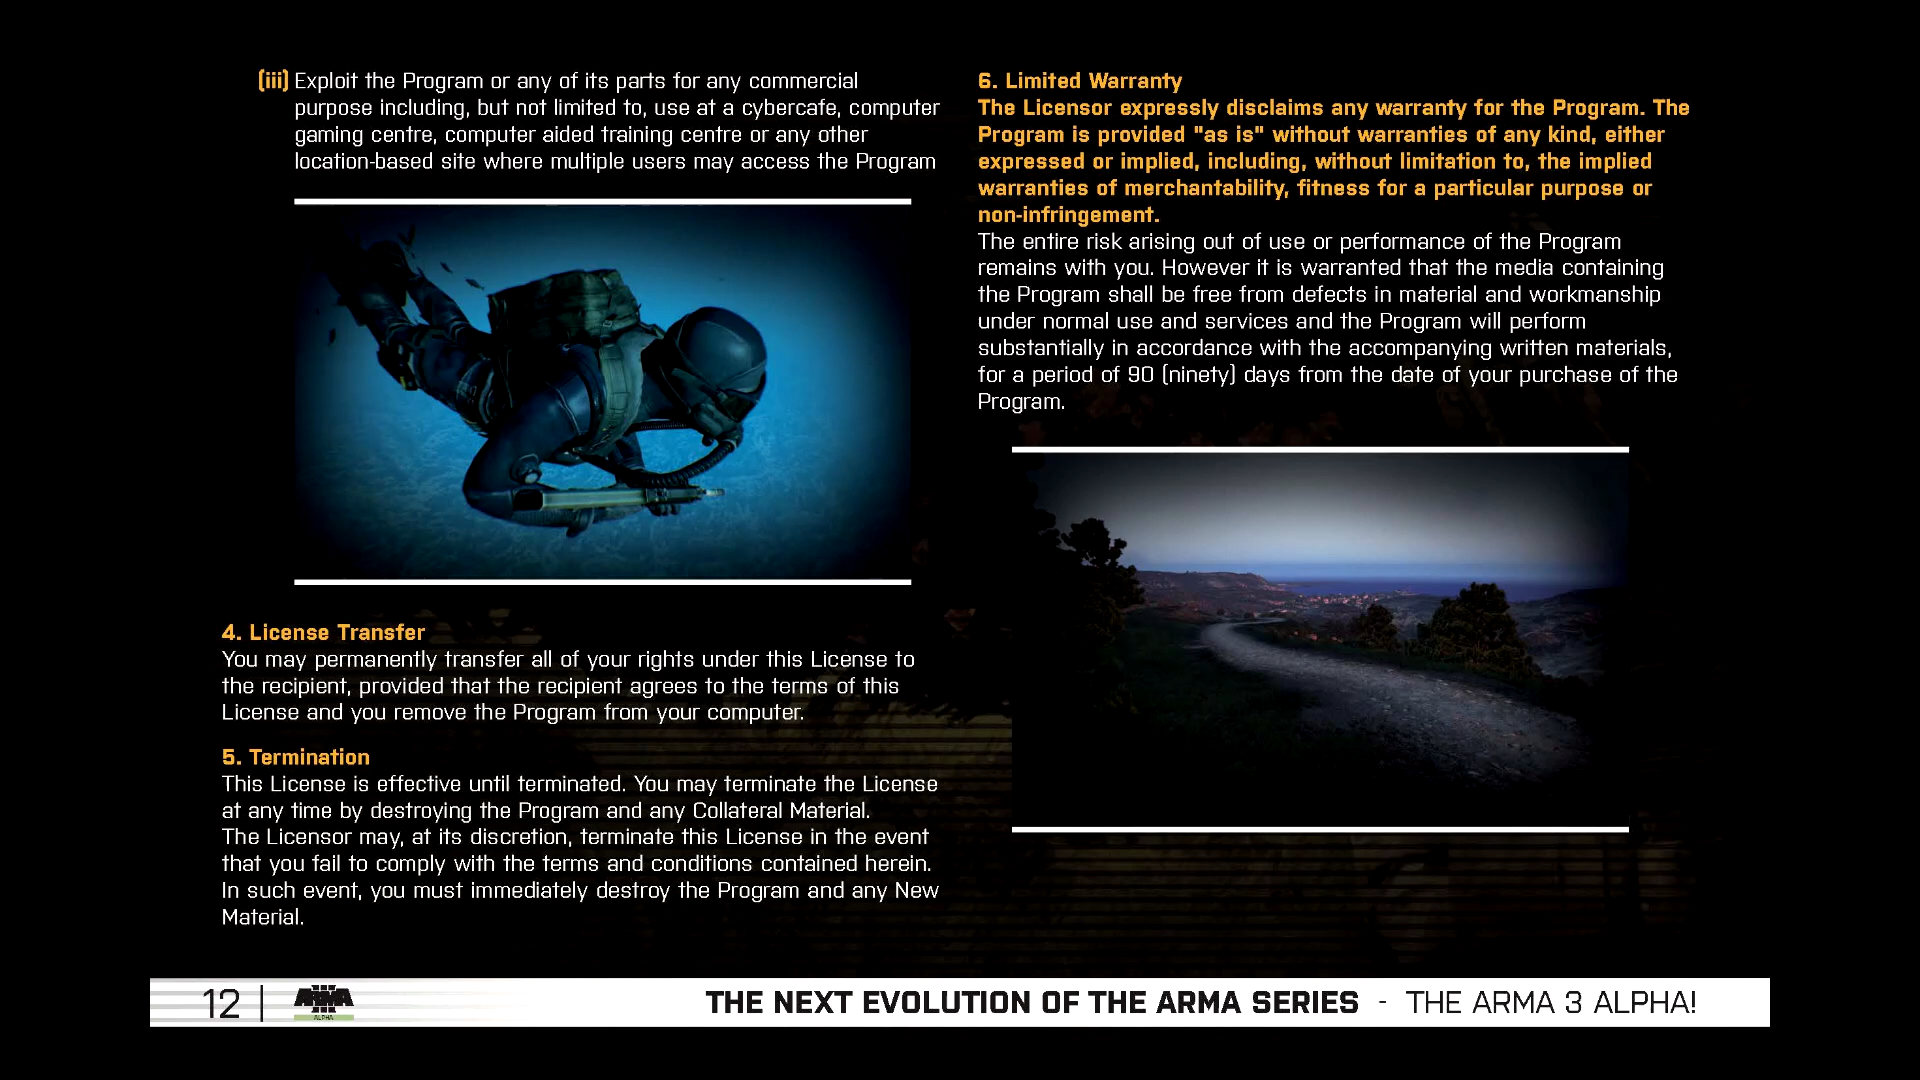 (iii) Exploit the Program or any of its parts for any commercial
purpose including, but not limited to, use at a cybercafe, computer
gaming centre, computer aided training centre or any other
location-based site where multiple users may access the Program
4. License Transfer
You may permanently transfer all of your rights under this License to
the recipient, provided that the recipient agrees to the terms of this
License and you remove the Program from your computer.
5. Termination
This License is effective until terminated. You may terminate the License
at any time by destroying the Program and any Collateral Material.
The Licensor may, at its discretion, terminate this License in the event
that you fail to comply with the terms and conditions contained herein.
In such event, you must immediately destroy the Program and any New
Material.
6. Limited Warranty
The Licensor expressly disclaims any warranty for the Program. The
Program is provided "as is" without warranties of any kind, either
expressed or implied, including, without limitation to, the implied
warranties of merchantability, fitness for a particular purpose or
non-infringement.
The entire risk arising out of use or performance of the Program
remains with you. However it is warranted that the media containing
the Program shall be free from defects in material and workmanship
under normal use and services and the Program will perform
substantially in accordance with the accompanying written materials,
for a period of 90 (ninety) days from the date of your purchase of the
Program.
12 |
ARMA III
ALPHA
THE NEXT EVOLUTION OF THE ARMA SERIES - THE ARMA 3 ALPHA!